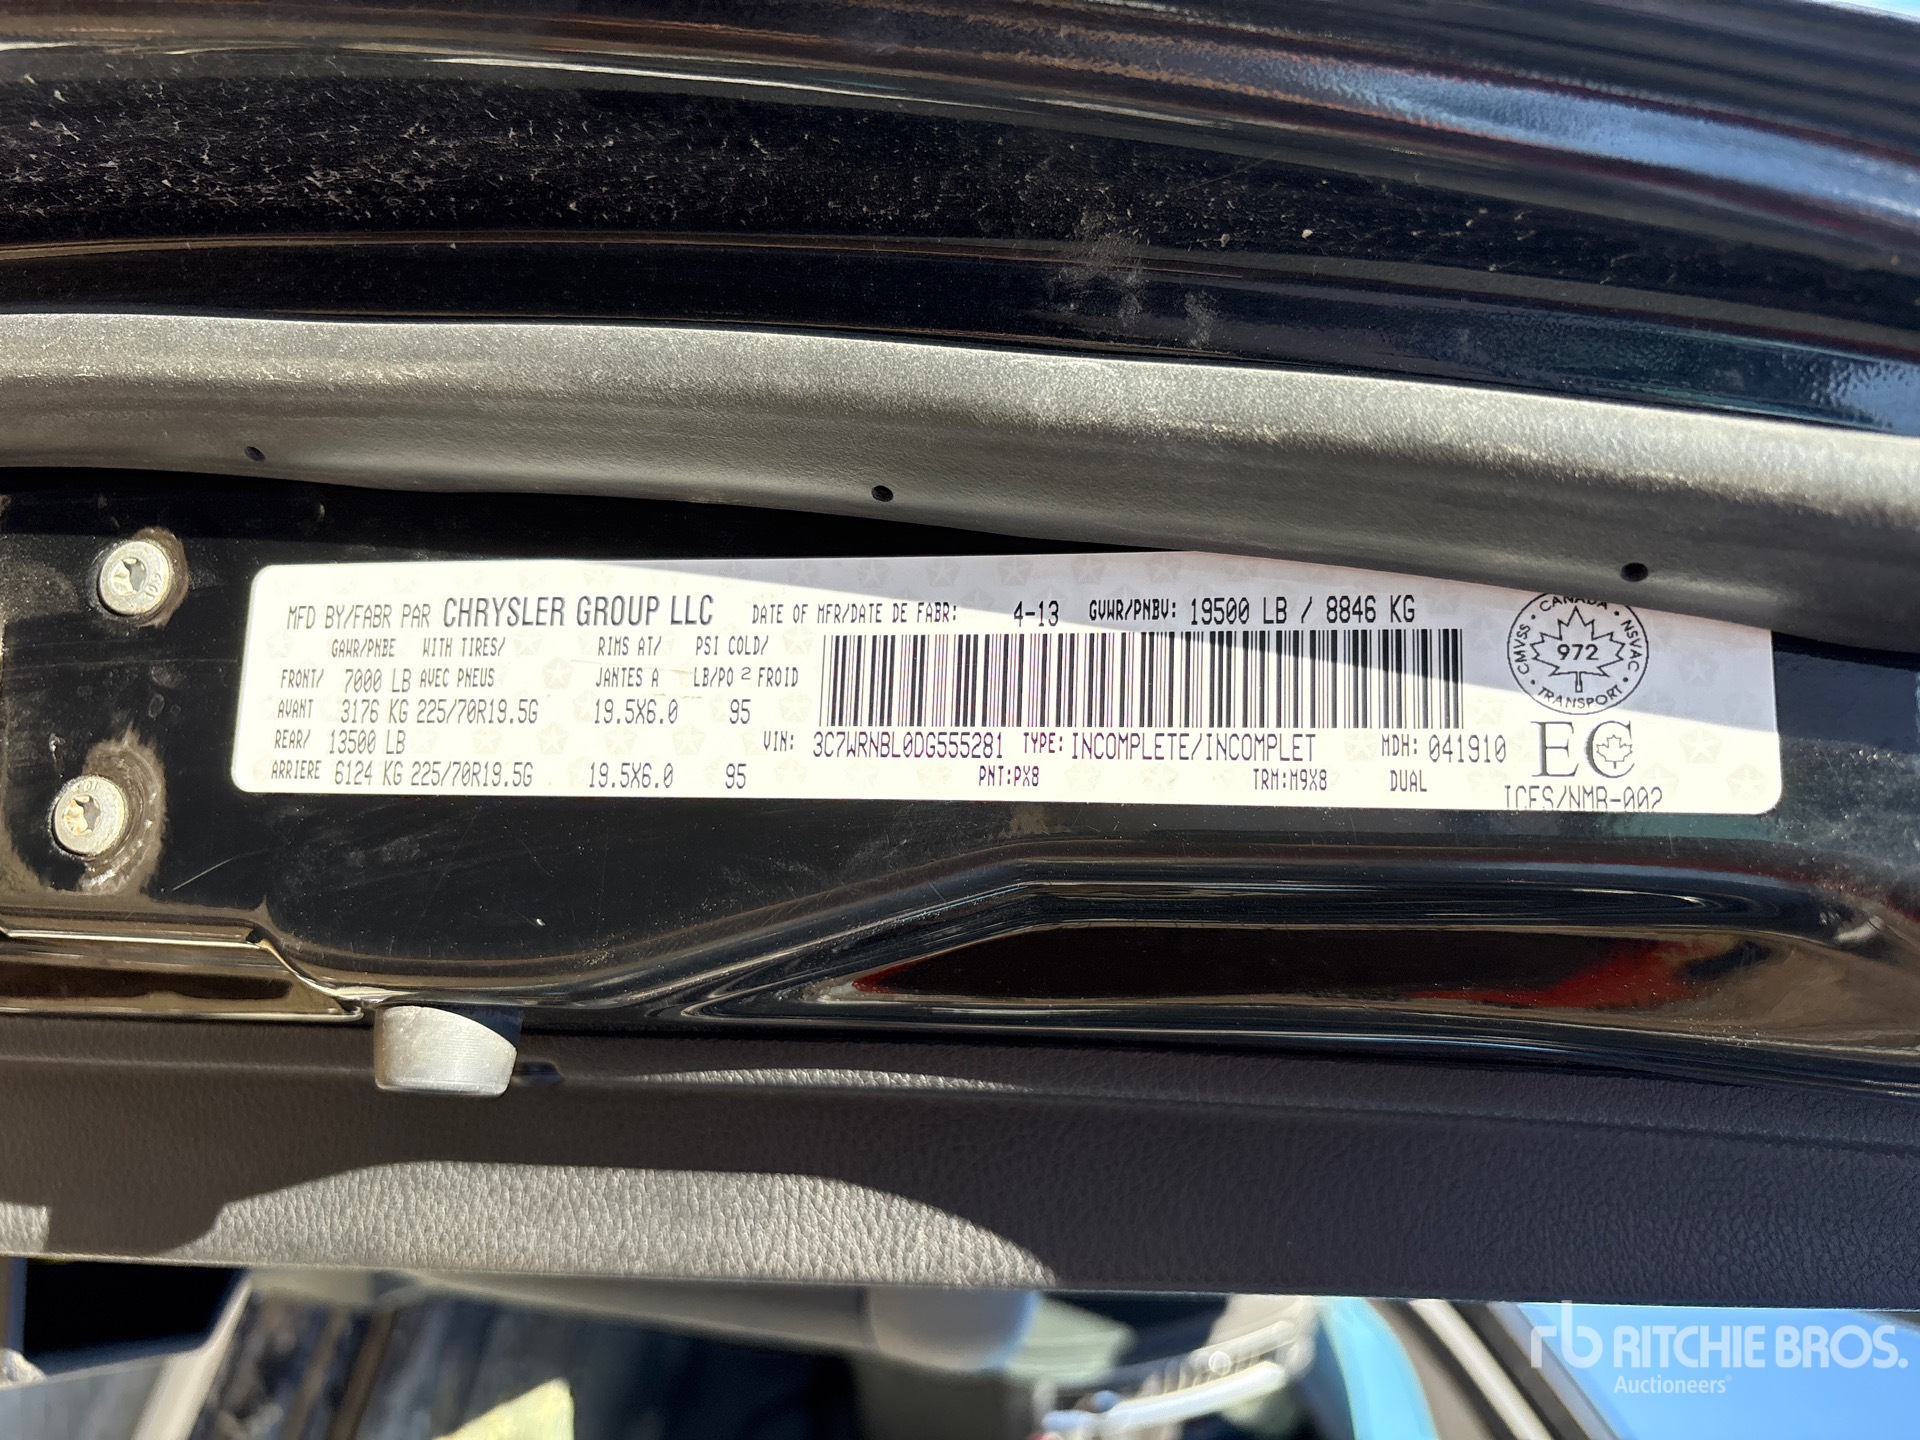 MFD BY/FABR PAR CHRYSLER GROUP LLC DATE OF MFR/DATE DE FABR: 4-13 GVWR/PNBV: 19500 LB / 8846 KG
GAWR/PNBE WITH TIRES/ RIMS AT/ PSI COLD/
FRONT/ 7000 LB AVEC PNEUS JANTES A LB/PO 2 FROID
AVANT 3176 KG 225/70R19.5G 19.5X6.0 95
REAR/ 13500 LB
ARRIERE 6124 KG 225/70R19.5G 19.5X6.0 95
VIN: 3C7WRNBL0DG555281 TYPE: INCOMPLETE/INCOMPLET MDH: 041910
PNT:PX8 TRM:M9X8 DUAL
CANADA
CMVSS · NSVAC
972
· TRANSPORT ·
EC
ICES/NMB-002
rb RITCHIE BROS.
Auctioneers